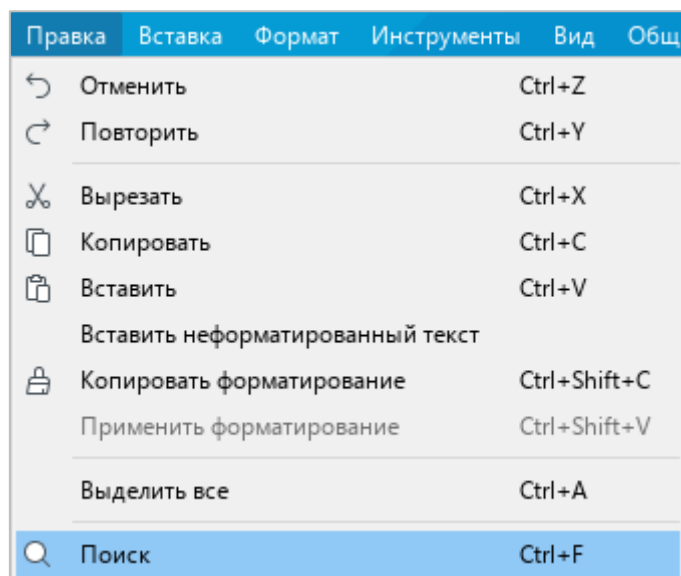 Правка Вставка Формат Инструменты Вид Общ
Отменить Ctrl+Z
Повторить Ctrl+Y
Вырезать Ctrl+X
Копировать Ctrl+C
Вставить Ctrl+V
Вставить неформатированный текст
Копировать форматирование Ctrl+Shift+C
Применить форматирование Ctrl+Shift+V
Выделить все Ctrl+A
Поиск Ctrl+F